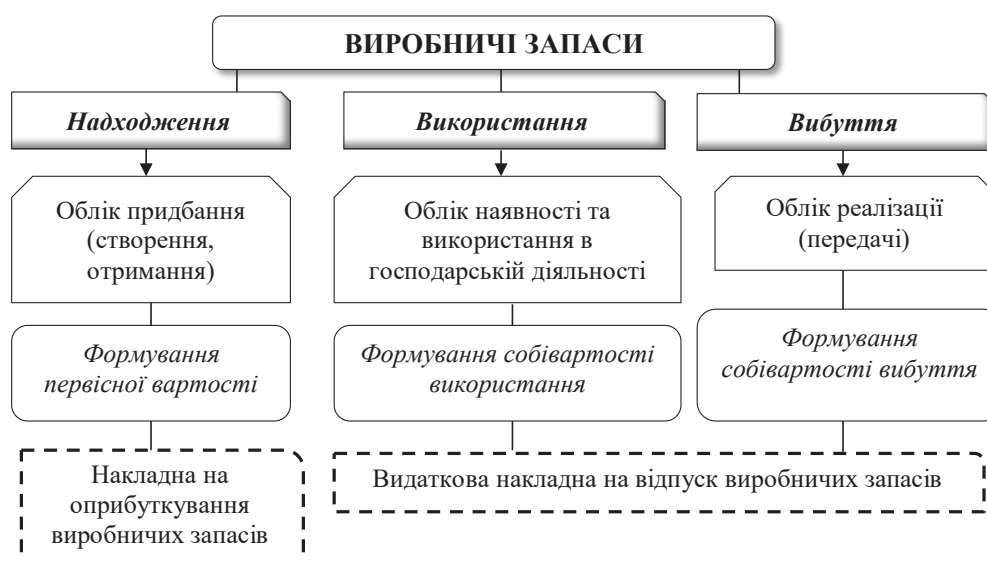 ВИРОБНИЧІ ЗАПАСИ
Надходження
Використання
Вибуття
Облік придбання
(створення,
отримання)
Облік наявності та
використання в
господарській діяльності
Облік реалізації
(передачі)
Формування
первісної вартості
Формування собівартості
використання
Формування
собівартості вибуття
Накладна на
оприбуткування
виробничих запасів
Видаткова накладна на відпуск виробничих запасів